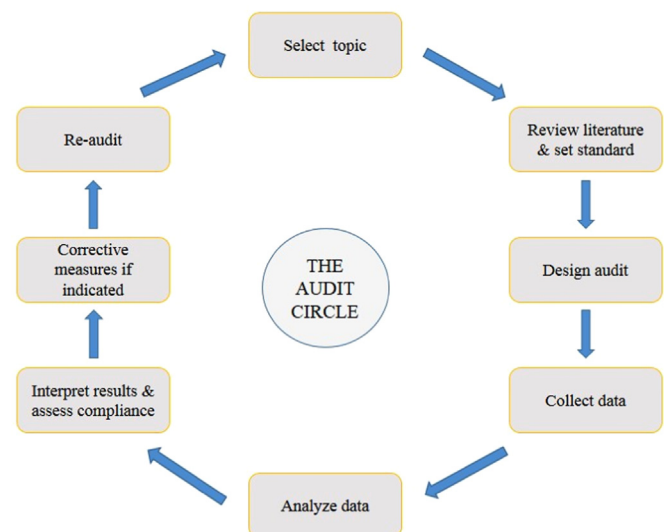 Select topic
Review literature
& set standard
Design audit
Collect data
Analyze data
Interpret results &
assess compliance
Corrective
measures if
indicated
Re-audit
THE
AUDIT
CIRCLE